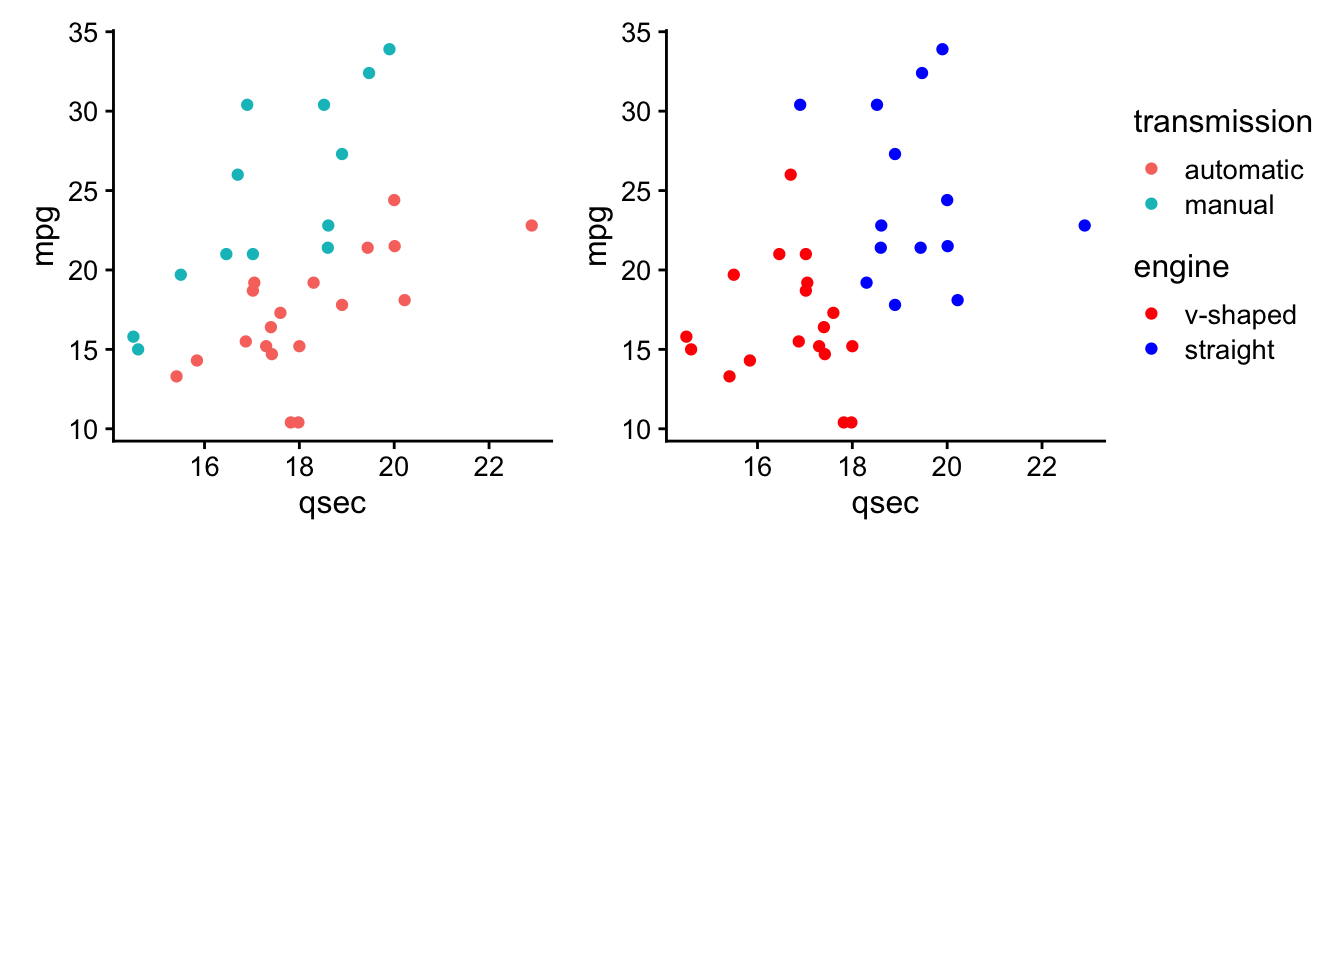 35
30
25
20
15
10
mpg
16 18 20 22
qsec
35
30
25
20
15
10
mpg
16 18 20 22
qsec
transmission
automatic
manual
engine
v-shaped
straight